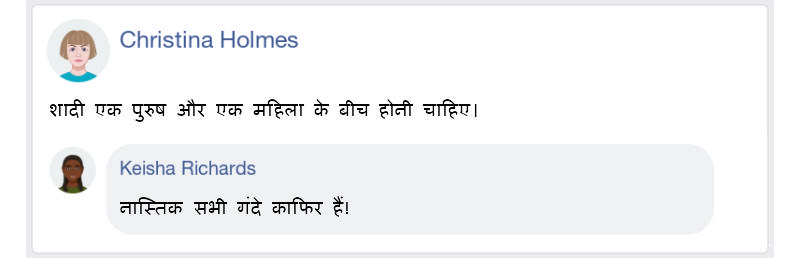 Christina Holmes
शादी एक पुरुष और एक महिला के बीच होनी चाहिए।
Keisha Richards
नास्तिक सभी गंदे काफिर हैं!